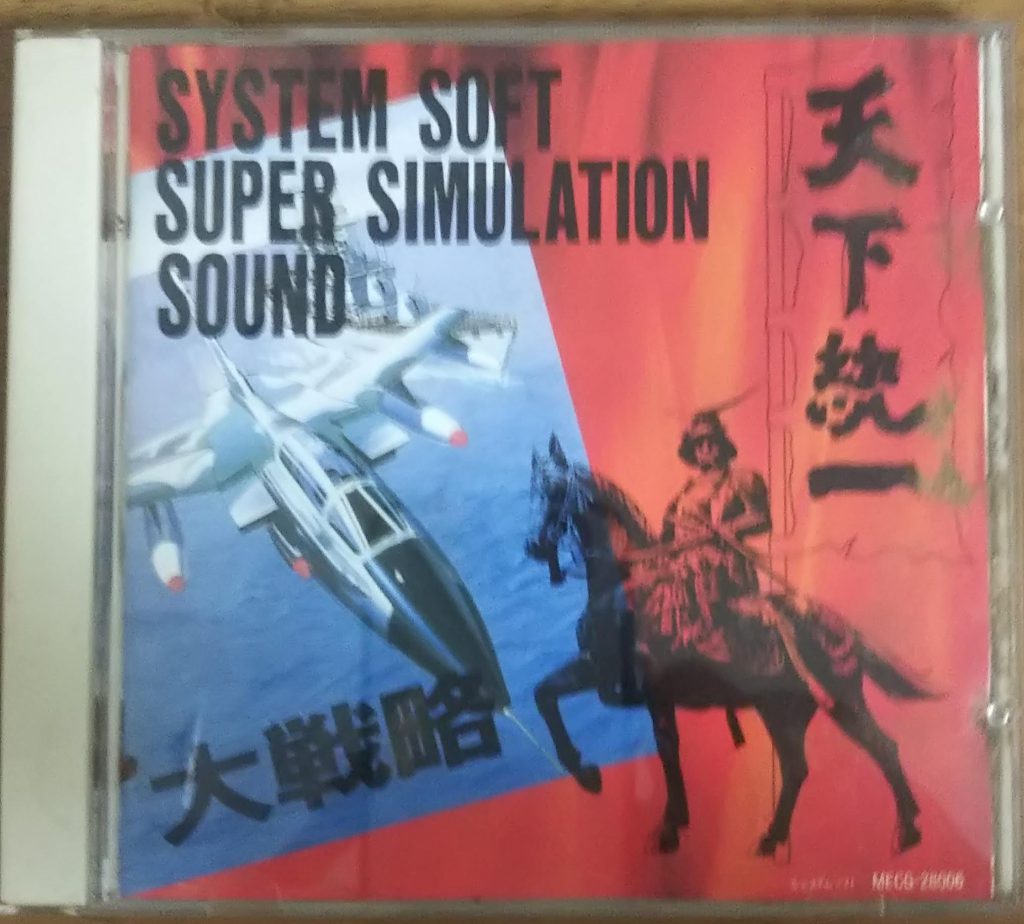 SYSTEM SOFT
SUPER SIMULATION
SOUND
天下統一
大戦略
MECG-28006